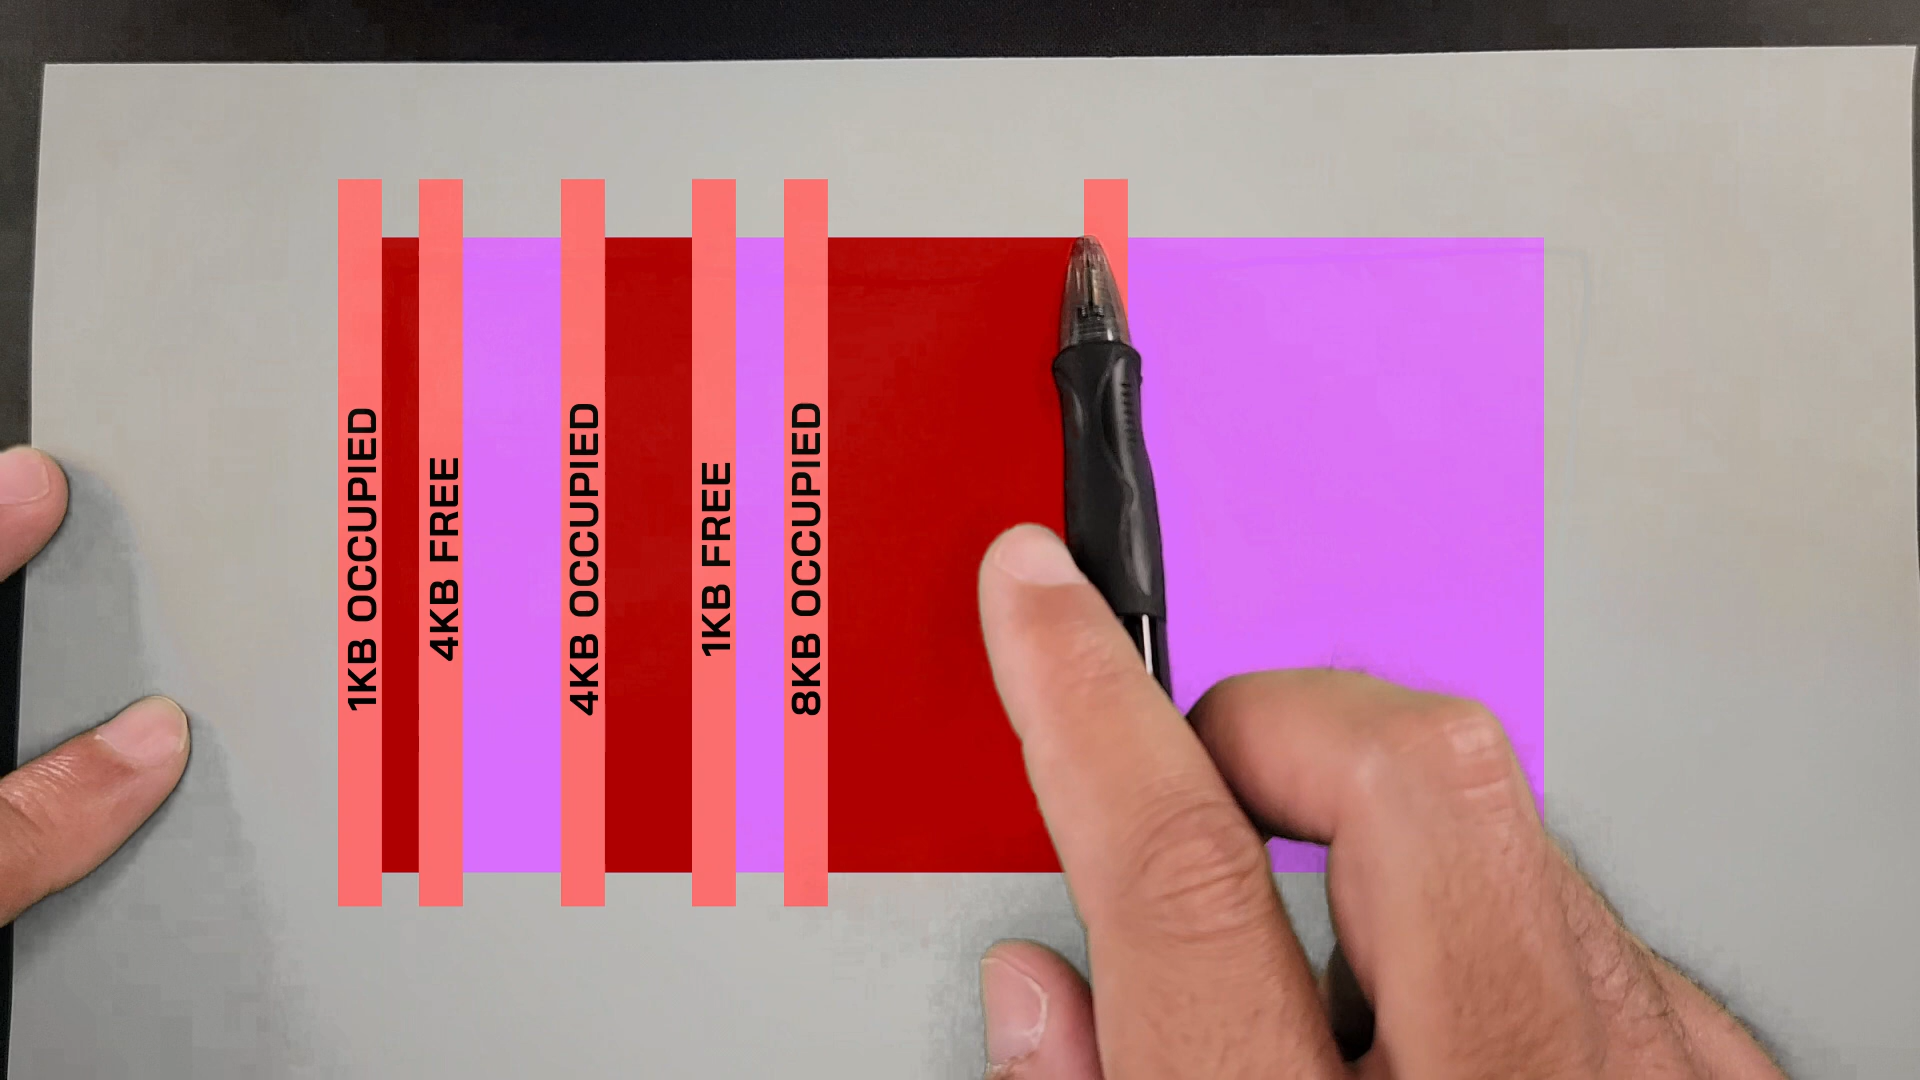 1KB OCCUPIED
4KB FREE
4KB OCCUPIED
1KB FREE
8KB OCCUPIED